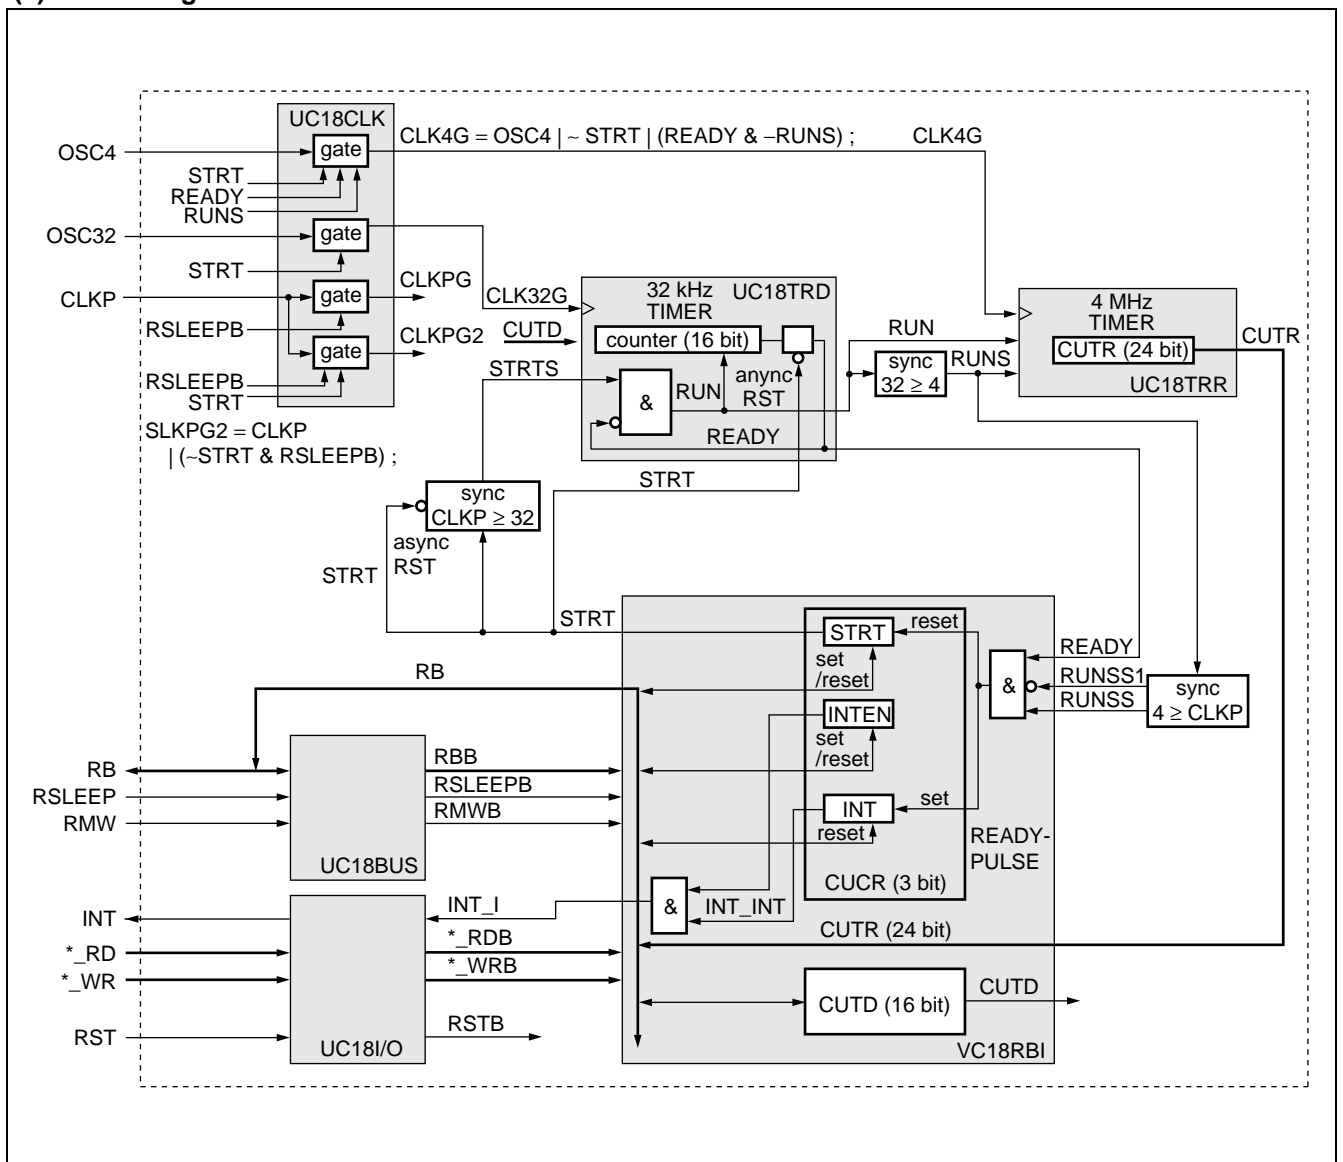 UC18CLK
OSC4
gate
CLK4G = OSC4 | ~ STRT | (READY & −RUNS) ;
CLK4G
STRT
READY
RUNS
OSC32
gate
STRT
CLKP
gate
CLKPG
RSLEEPB
gate
CLKPG2
RSLEEPB
STRT
SLKPG2 = CLKP
| (~STRT & RSLEEPB) ;
CLK32G
CUTD
STRTS
32 kHz
TIMER
UC18TRD
counter (16 bit)
&
RUN
anync
RST
READY
STRT
RUN
sync
32 ≥ 4
RUNS
4 MHz
TIMER
CUTR (24 bit)
UC18TRR
CUTR
sync
CLKP ≥ 32
async
RST
STRT
STRT
STRT
reset
set
/reset
INTEN
set
/reset
INT
set
reset
CUCR (3 bit)
&
READY
RUNSS1
RUNSS
sync
4 ≥ CLKP
READY-
PULSE
RB
RB
RSLEEP
RMW
UC18BUS
RBB
RSLEEPB
RMWB
INT
*_RD
*_WR
RST
UC18I/O
INT_I
*_RDB
*_WRB
RSTB
&
INT_INT
CUTR (24 bit)
CUTD (16 bit)
CUTD
VC18RBI